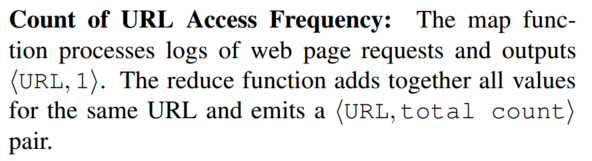 Count of URL Access Frequency: The map func-
tion processes logs of web page requests and outputs
⟨URL, 1⟩. The reduce function adds together all values
for the same URL and emits a ⟨URL, total count⟩
pair.